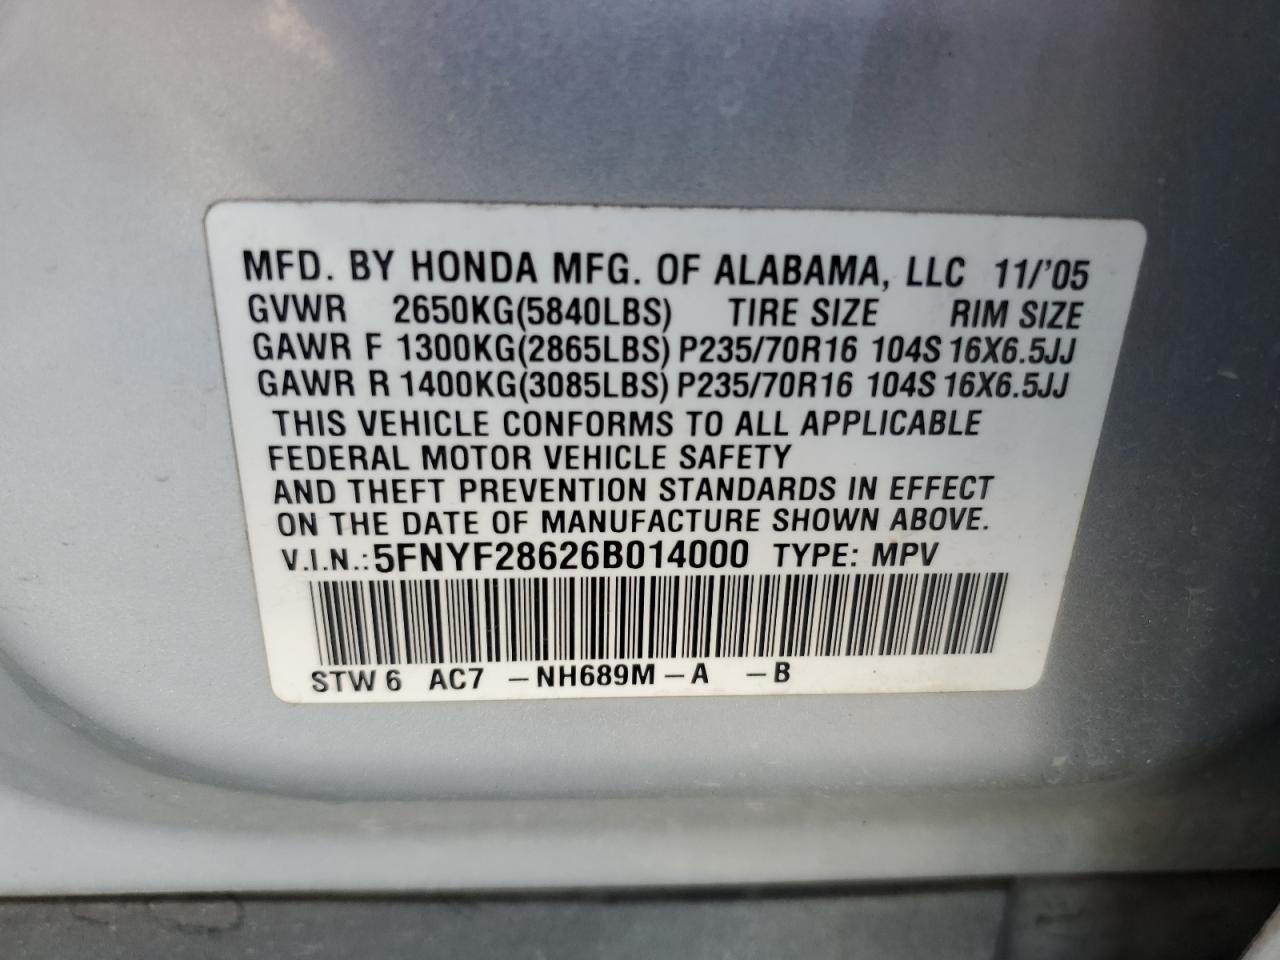 MFD. BY HONDA MFG. OF ALABAMA, LLC 11/'05
GVWR 2650KG(5840LBS) TIRE SIZE RIM SIZE
GAWR F 1300KG(2865LBS) P235/70R16 104S 16X6.5JJ
GAWR R 1400KG(3085LBS) P235/70R16 104S 16X6.5JJ
THIS VEHICLE CONFORMS TO ALL APPLICABLE
FEDERAL MOTOR VEHICLE SAFETY
AND THEFT PREVENTION STANDARDS IN EFFECT
ON THE DATE OF MANUFACTURE SHOWN ABOVE.
V.I.N.: 5FNYF28626B014000 TYPE: MPV
STW 6 AC7 –NH689M–A –B